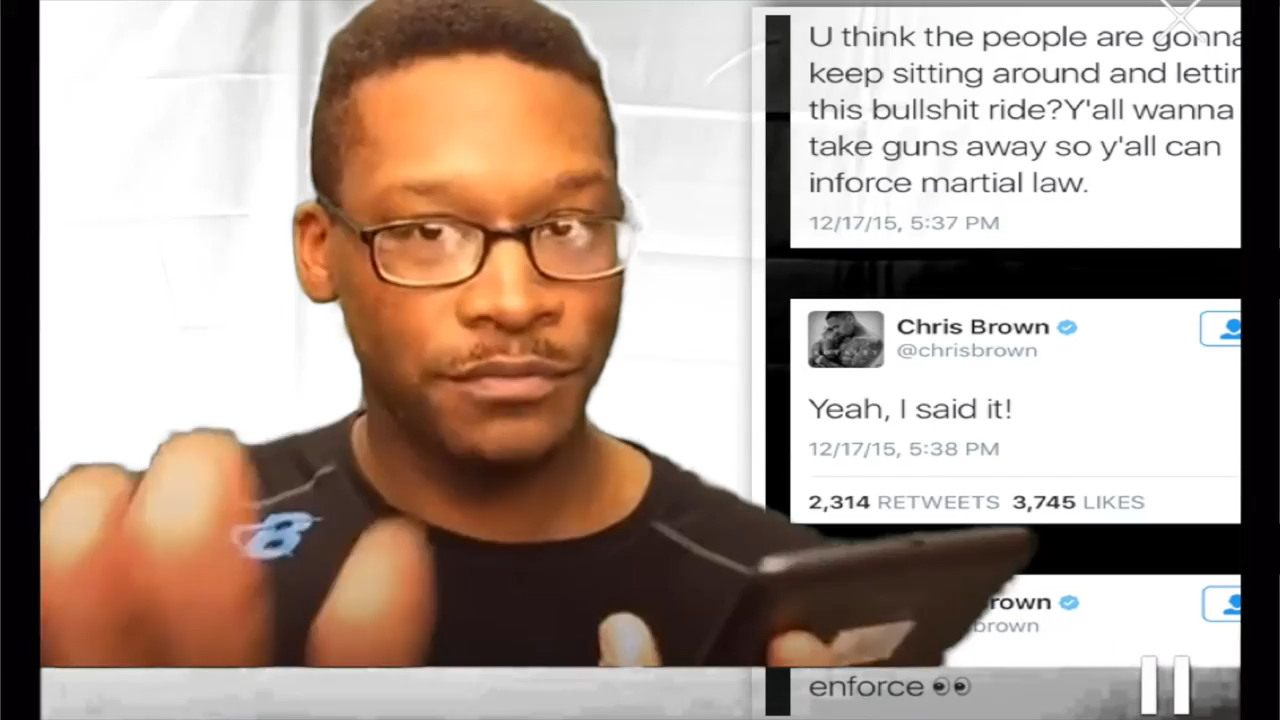 U think the people are gonna
keep sitting around and
this bullshit ride?Y'all wanna
take guns away so y'all can
inforce martial law.
12/17/15, 5:37 PM
Chris Brown
@chrisbrown
Yeah, I said it!
12/17/15, 5:38 PM
2,314 RETWEETS 3,745 LIKES
rown
brown
enforce 👀
B